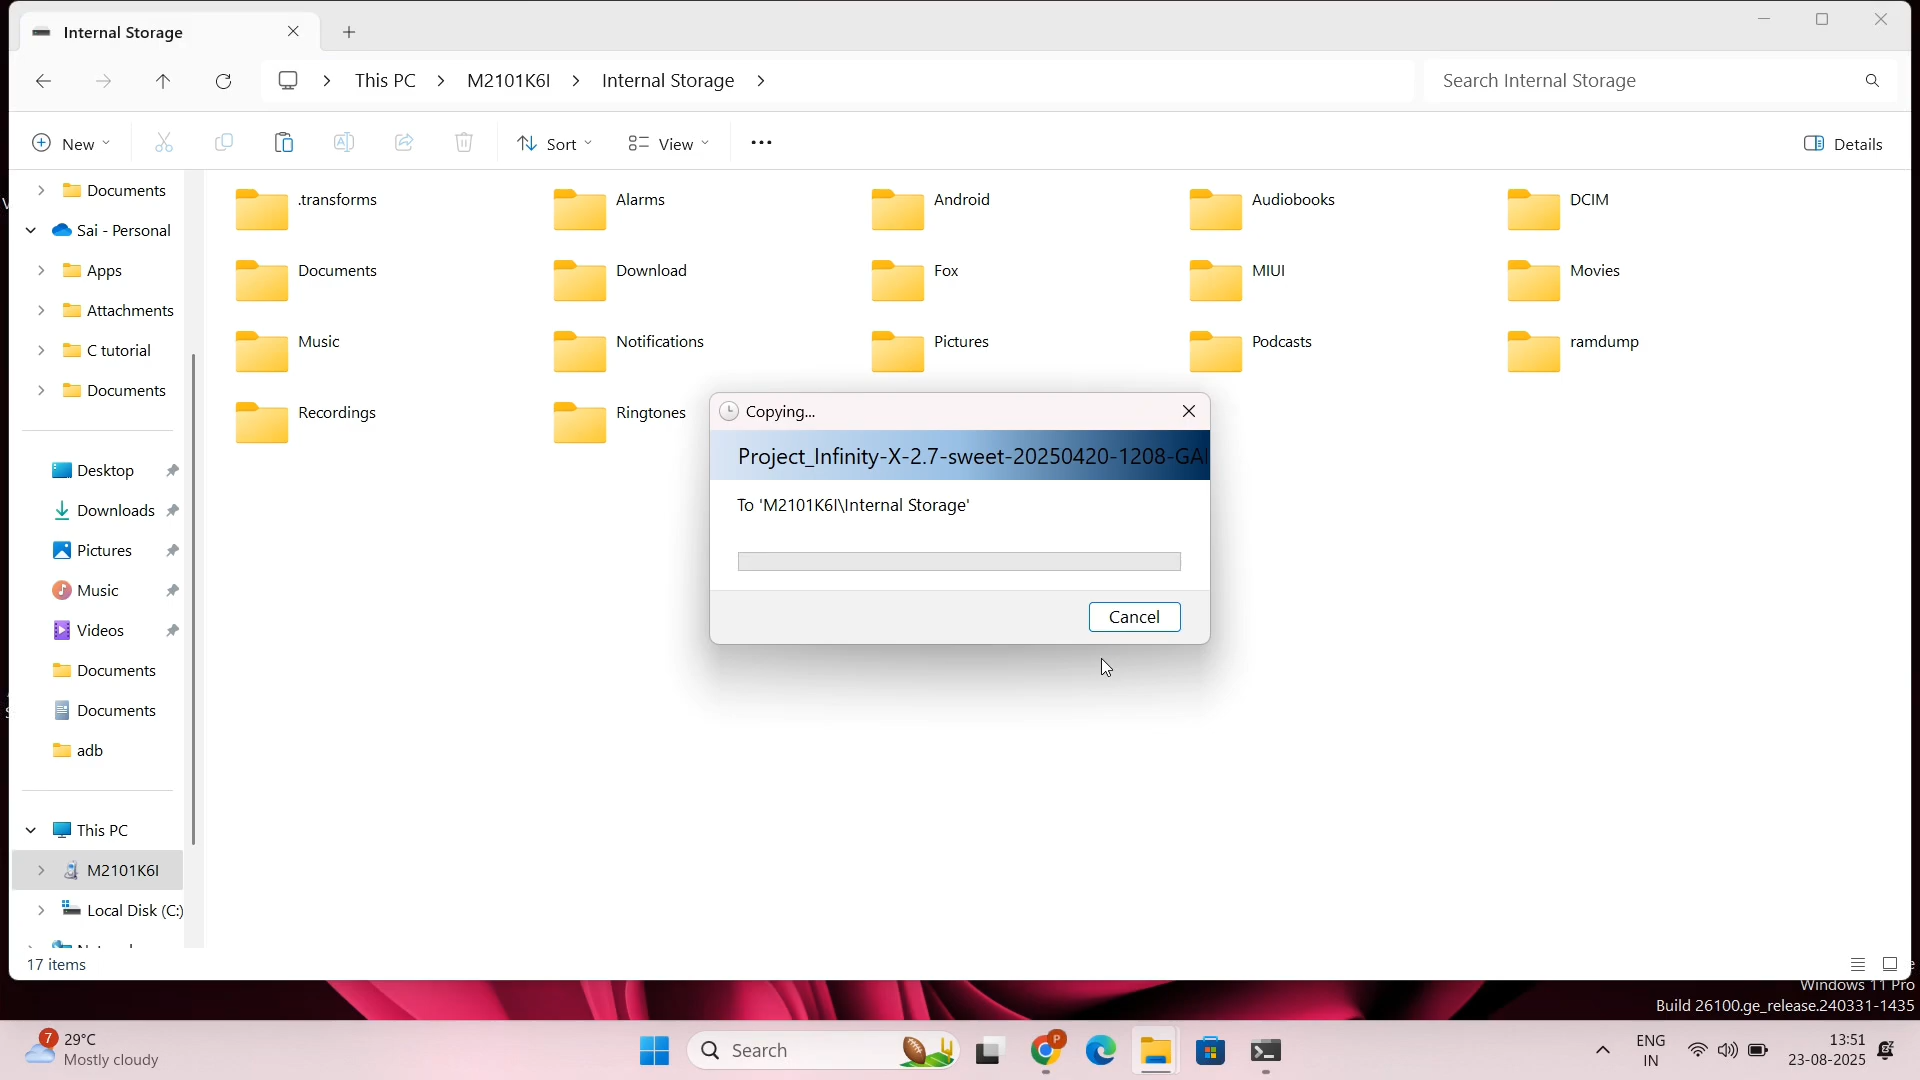 Internal Storage
This PC
M2101K6I
Internal Storage
Search Internal Storage
New
Sort
View
Details
Documents
Sai - Personal
Apps
Attachments
C tutorial
Documents
Desktop
Downloads
Pictures
Music
Videos
Documents
Documents
adb
This PC
M2101K6I
Local Disk (C:)
.transforms
Alarms
Android
Audiobooks
DCIM
Documents
Download
Fox
MIUI
Movies
Music
Notifications
Pictures
Podcasts
ramdump
Recordings
Ringtones
Copying...
Project_Infinity-X-2.7-sweet-20250420-1208-GA
To 'M2101K6I\Internal Storage'
Cancel
17 items
Windows 11 Pro
Build 26100.ge_release.240331-1435
7
29°C
Mostly cloudy
Search
P
ENG
IN
13:51
23-08-2025